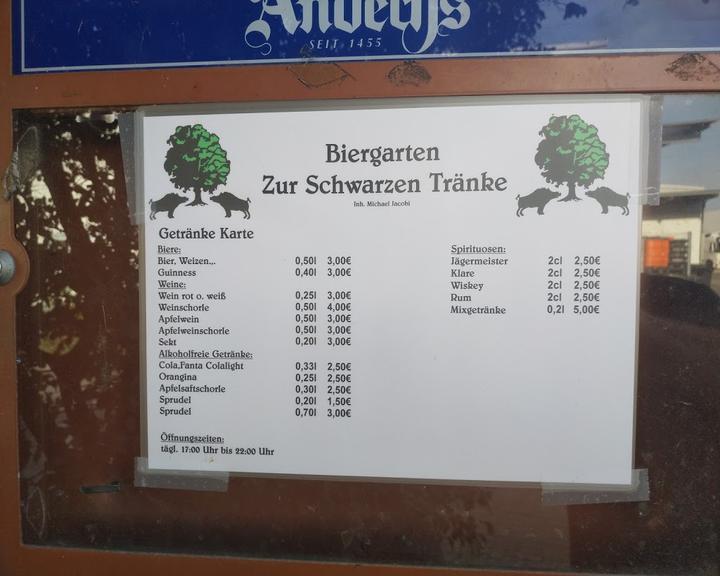 Andechs
SEIT 1455
Biergarten
Zur Schwarzen Tränke
Inh. Michael Jacobi
Getränke Karte
Biere:
Bier, Weizen... 0,50l 3,00€
Guinness 0,40l 3,00€
Weine:
Wein rot o. weiß 0,25l 3,00€
Weinschorle 0,50l 4,00€
Apfelwein 0,50l 3,00€
Apfelweinschorle 0,50l 3,00€
Sekt 0,20l 3,00€
Alkoholfreie Getränke:
Cola,Fanta Colalight 0,33l 2,50€
Orangina 0,25l 2,50€
Apfelsaftschorle 0,30l 2,50€
Sprudel 0,20l 1,50€
Sprudel 0,70l 3,00€
Öffnungszeiten:
tägl. 17:00 Uhr bis 22:00 Uhr
Spirituosen:
Jägermeister 2cl 2,50€
Klare 2cl 2,50€
Wiskey 2cl 2,50€
Rum 2cl 2,50€
Mixgetränke 0,2l 5,00€